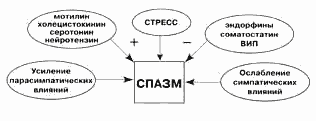 мотилин
холецистокинин
серотонин
нейротензин
СТРЕСС
эндорфины
соматостатин
ВИП
+
–
Усиление
парасимпатических
влияний
СПАЗМ
Ослабление
симпатических
влияний